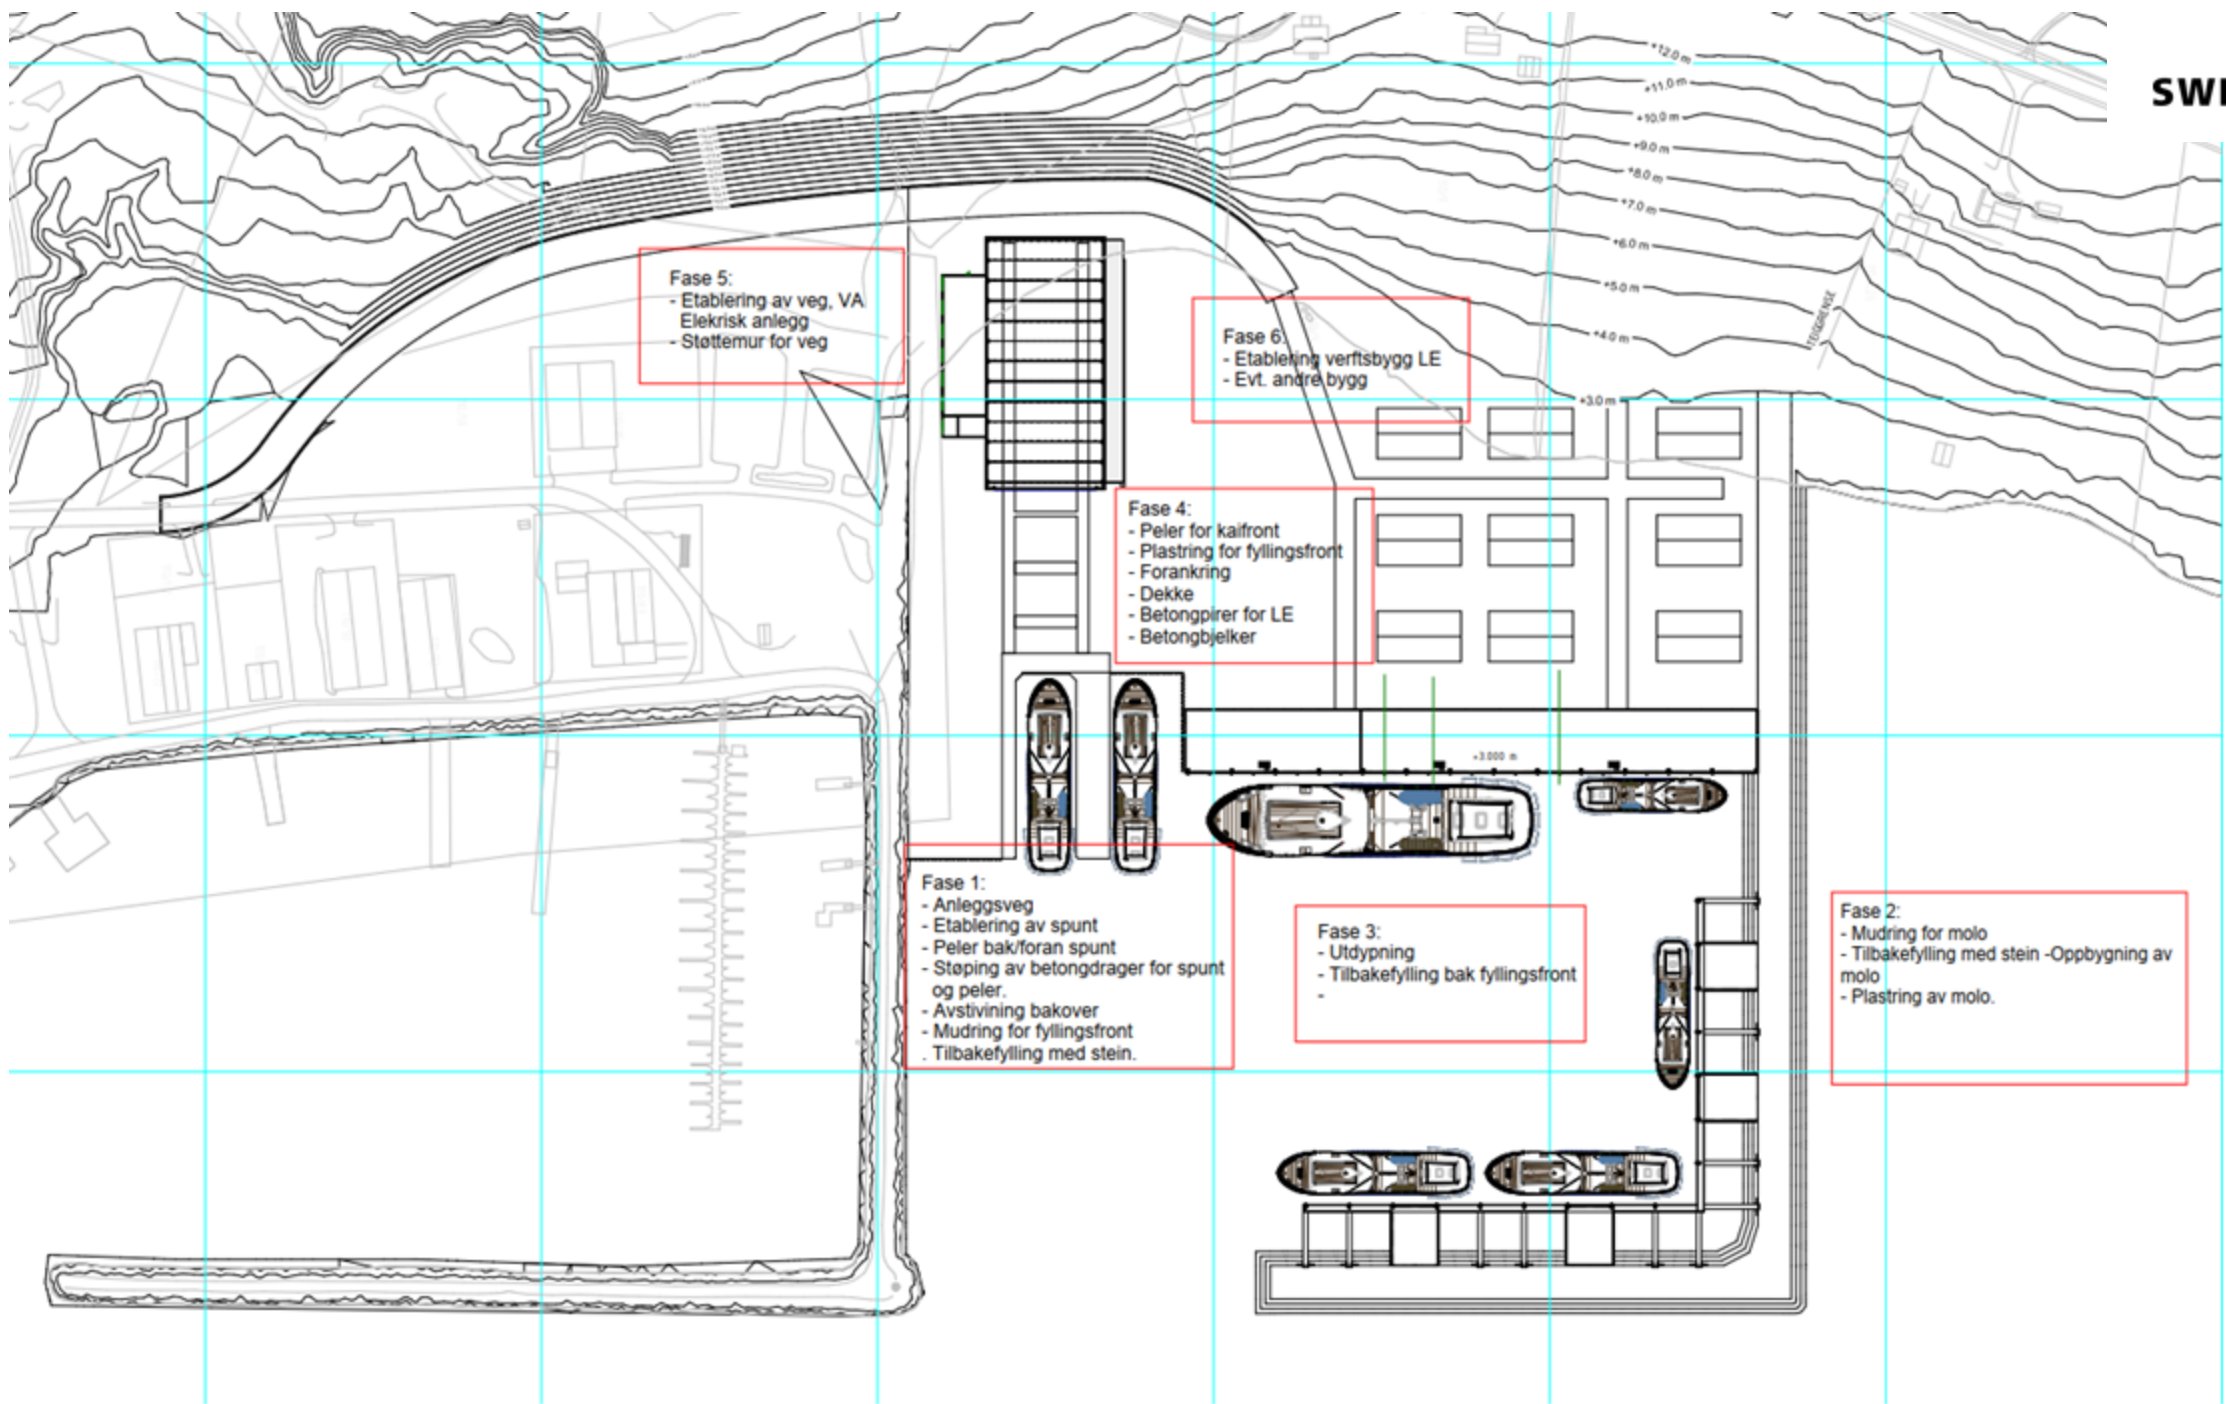 +12.0 m
+11,0 m
+10,0 m
+9.0 m
+8.0 m
+7.0 m
+6.0 m
+5.0 m
+4.0 m
+3.0 m
TEIGGRENSE
SWE
Fase 5:
- Etablering av veg, VA
Elekrisk anlegg
- Støttemur for veg
Fase 6:
- Etablering verftsbygg LE
- Evt. andre bygg
Fase 4:
- Peler for kaifront
- Plastring for fyllingsfront
- Forankring
- Dekke
- Betongpirer for LE
- Betongbjelker
+3.000 m
Fase 1:
- Anleggsveg
- Etablering av spunt
- Peler bak/foran spunt
- Støping av betongdrager for spunt
og peler.
- Avstivining bakover
- Mudring for fyllingsfront
. Tilbakefylling med stein.
Fase 3:
- Utdypning
- Tilbakefylling bak fyllingsfront
-
Fase 2:
- Mudring for molo
- Tilbakefylling med stein -Oppbygning av
molo
- Plastring av molo.